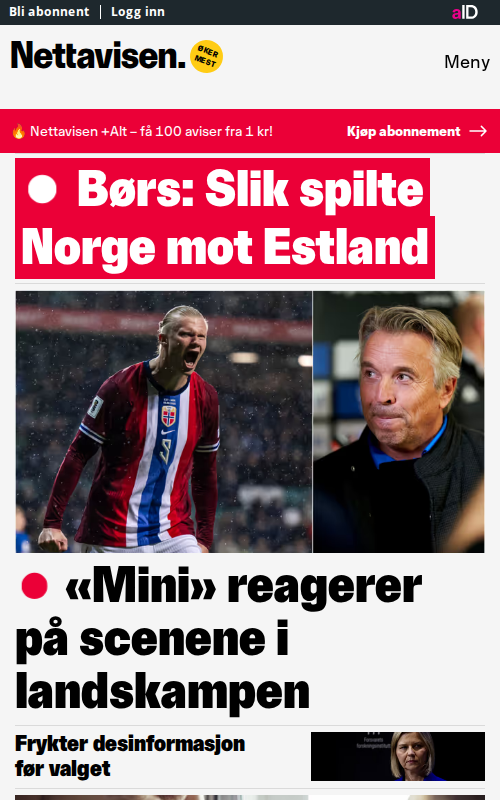 Bli abonnent | Logg inn
aID
Nettavisen.
ØKER
MEST
Meny
Nettavisen +Alt – få 100 aviser fra 1 kr!
Kjøp abonnement
Børs: Slik spilte
Norge mot Estland
«Mini» reagerer
på scenene i
landskampen
Frykter desinformasjon
før valget